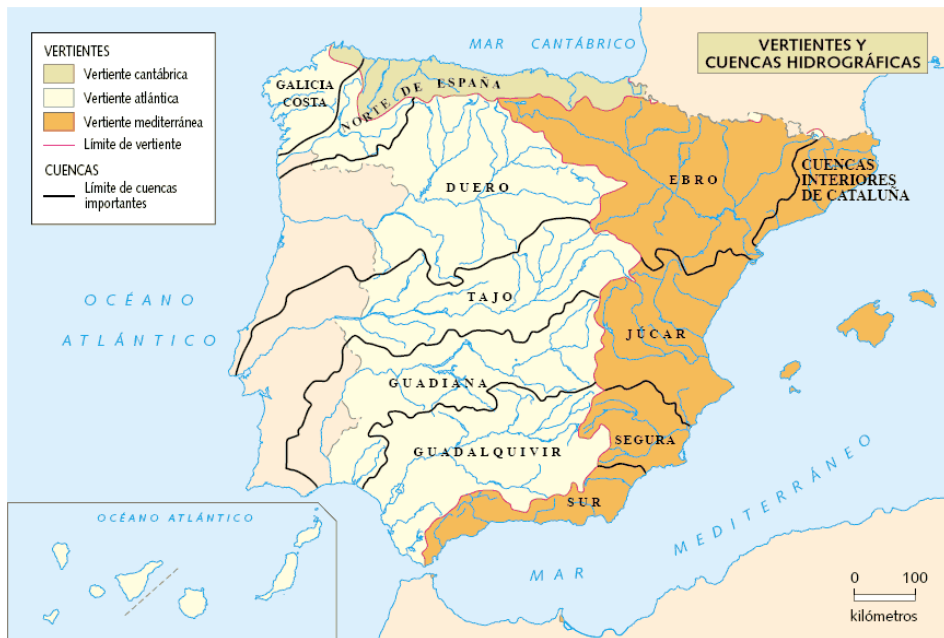 VERTIENTES
Vertiente cantábrica
Vertiente atlántica
Vertiente mediterránea
Límite de vertiente
CUENCAS
Límite de cuencas
importantes
MAR CANTÁBRICO
VERTIENTES Y
CUENCAS HIDROGRÁFICAS
GALICIA
COSTA
NORTE DE ESPAÑA
DUERO
EBRO
CUENCAS
INTERIORES
DE CATALUÑA
OCÉANO
ATLÁNTICO
TAJO
JÚCAR
GUADIANA
GUADALQUIVIR
SEGURA
SUR
MAR MEDITERRÁNEO
OCÉANO ATLÁNTICO
0 100
kilómetros